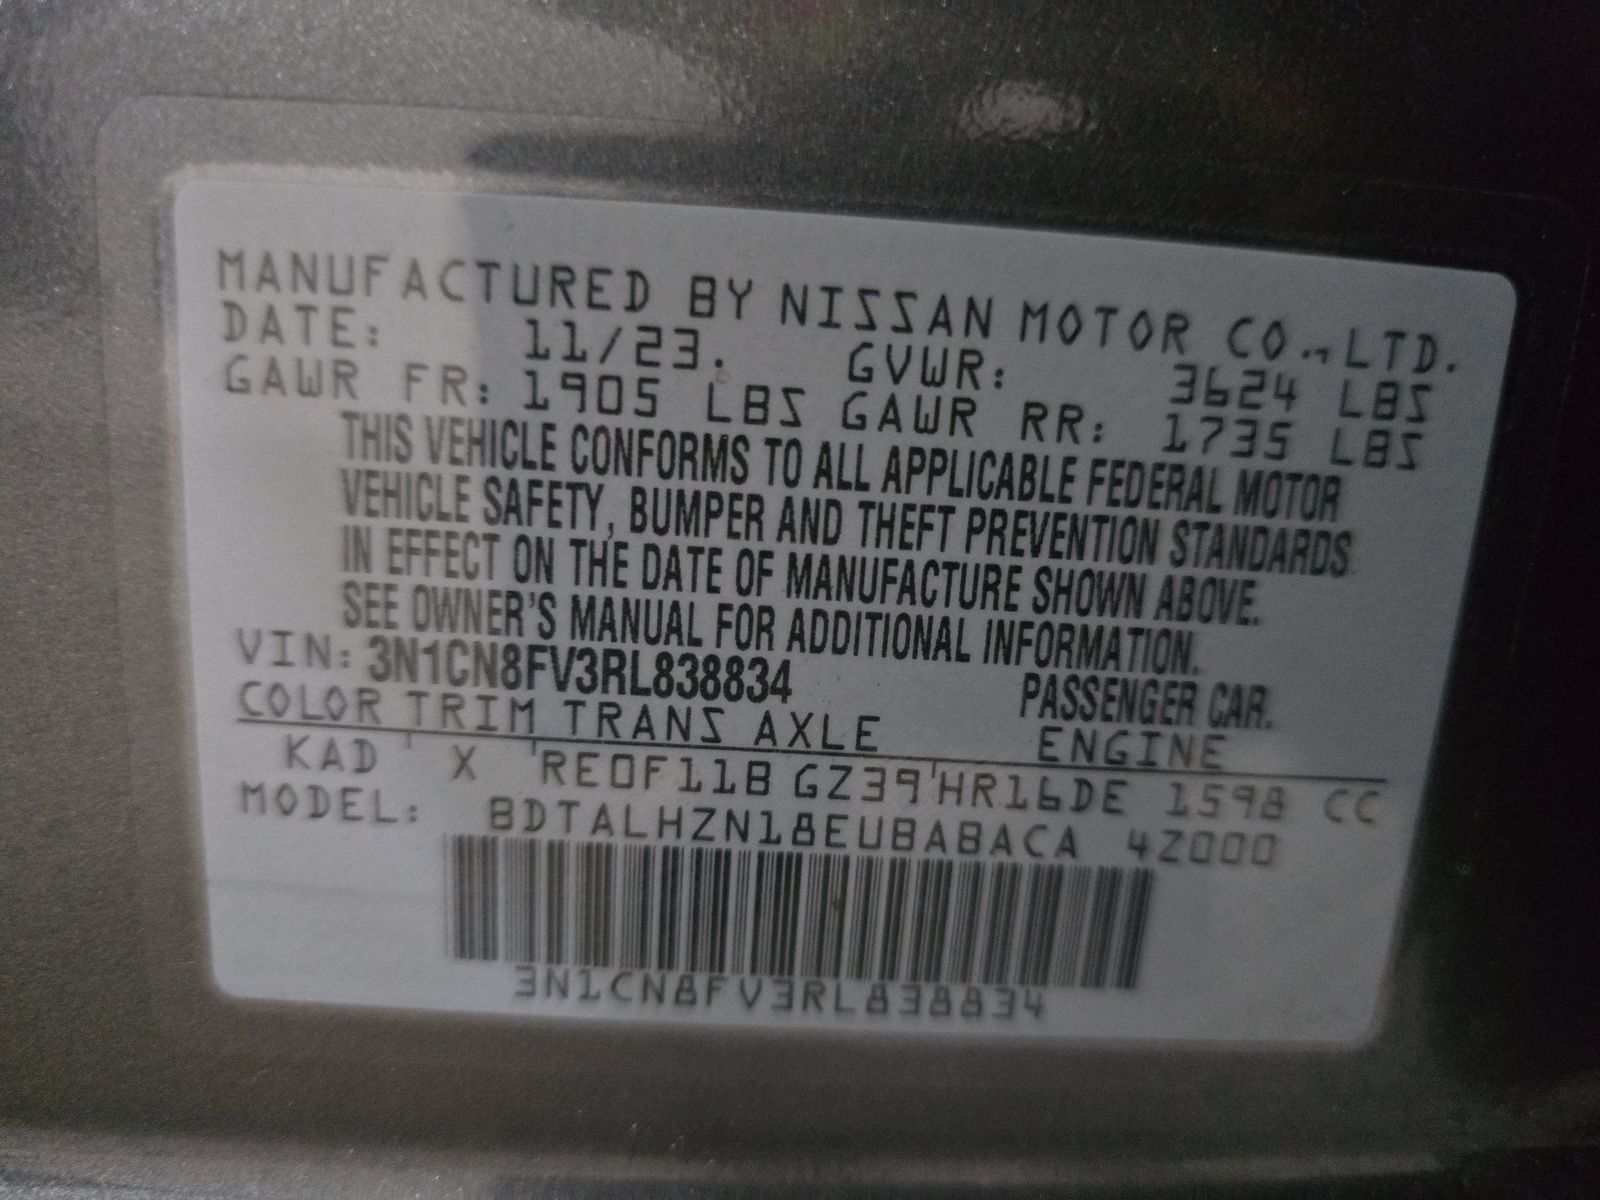 MANUFACTURED BY NISSAN MOTOR CO., LTD.
DATE: 11/23. GVWR: 3624 LBS
GAWR FR: 1905 LBS GAWR RR: 1735 LBS
THIS VEHICLE CONFORMS TO ALL APPLICABLE FEDERAL MOTOR
VEHICLE SAFETY, BUMPER AND THEFT PREVENTION STANDARDS
IN EFFECT ON THE DATE OF MANUFACTURE SHOWN ABOVE.
SEE OWNER'S MANUAL FOR ADDITIONAL INFORMATION.
VIN: 3N1CN8FV3RL838834 PASSENGER CAR.
COLOR TRIM TRANS AXLE ENGINE
KAD X RE0F11B GZ39 HR16DE 1598 CC
MODEL: BDTALHZN18EUBABACA 4Z000
3N1CN8FV3RL838834